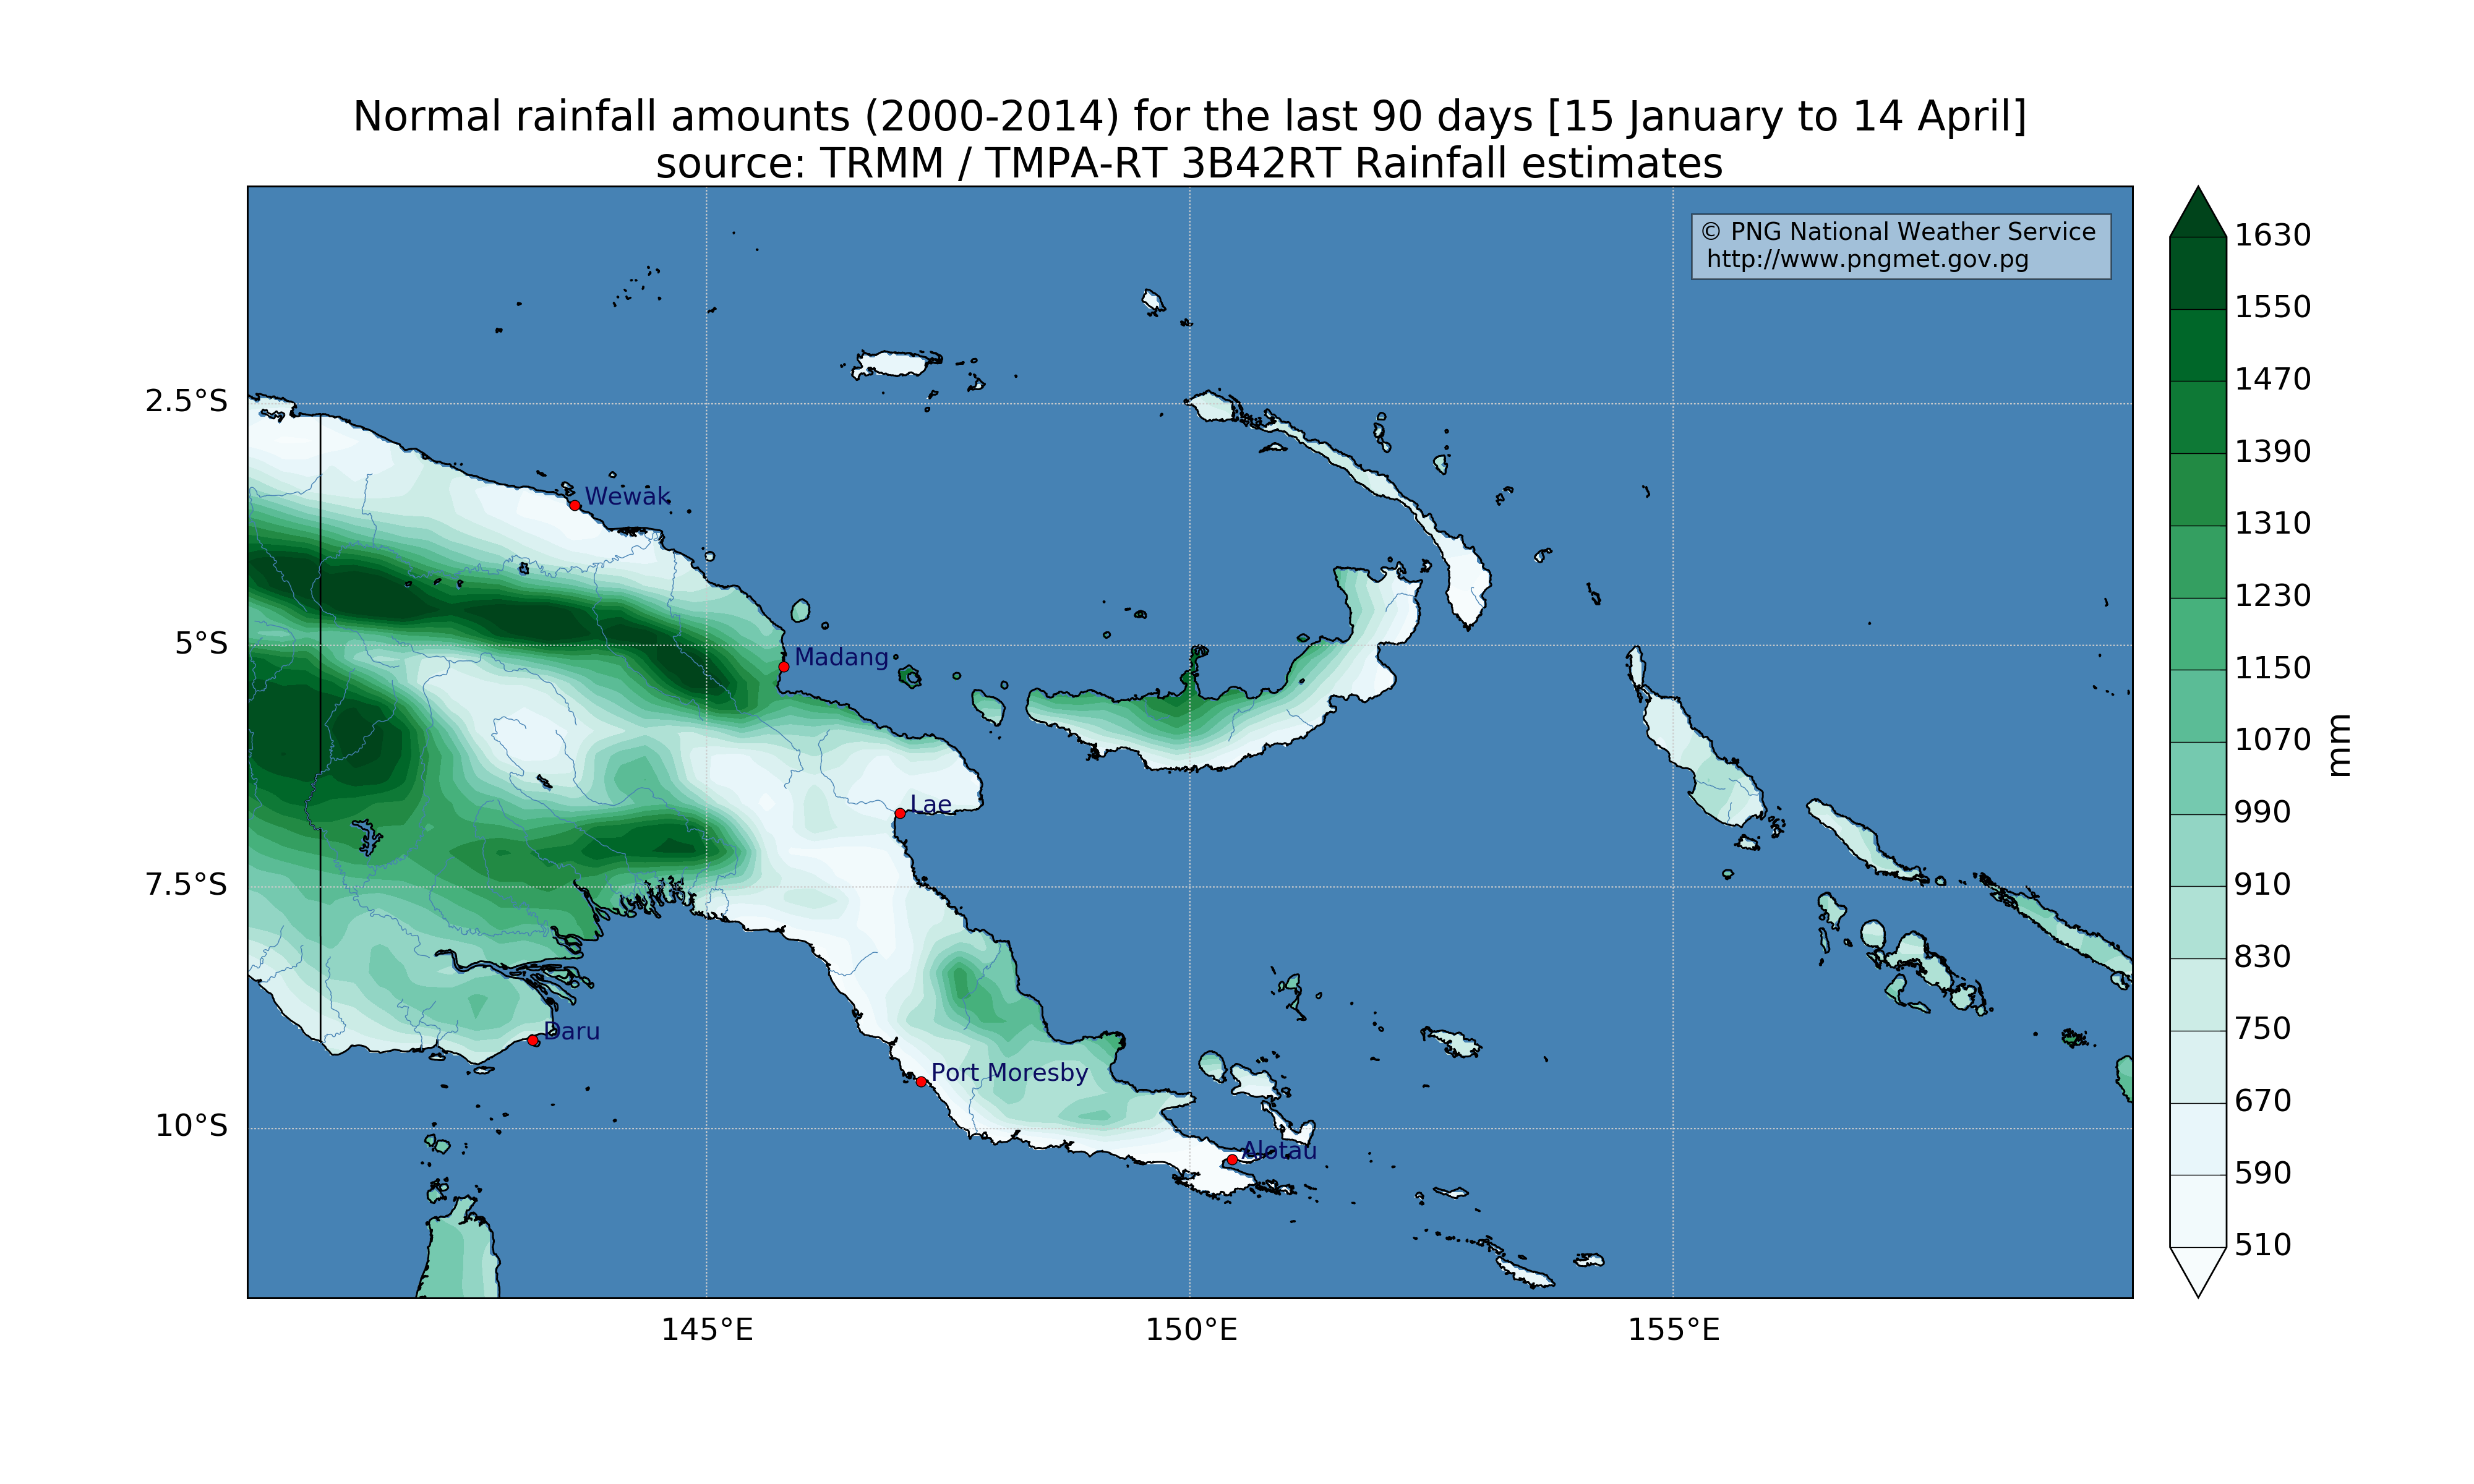 Normal rainfall amounts (2000-2014) for the last 90 days [15 January to 14 April]
source: TRMM / TMPA-RT 3B42RT Rainfall estimates
© PNG National Weather Service
http://www.pngmet.gov.pg
2.5°S
5°S
7.5°S
10°S
Wewak
Madang
Lae
Daru
Port Moresby
Alotau
145°E
150°E
155°E
1630
1550
1470
1390
1310
1230
1150
1070
990
910
830
750
670
590
510
mm